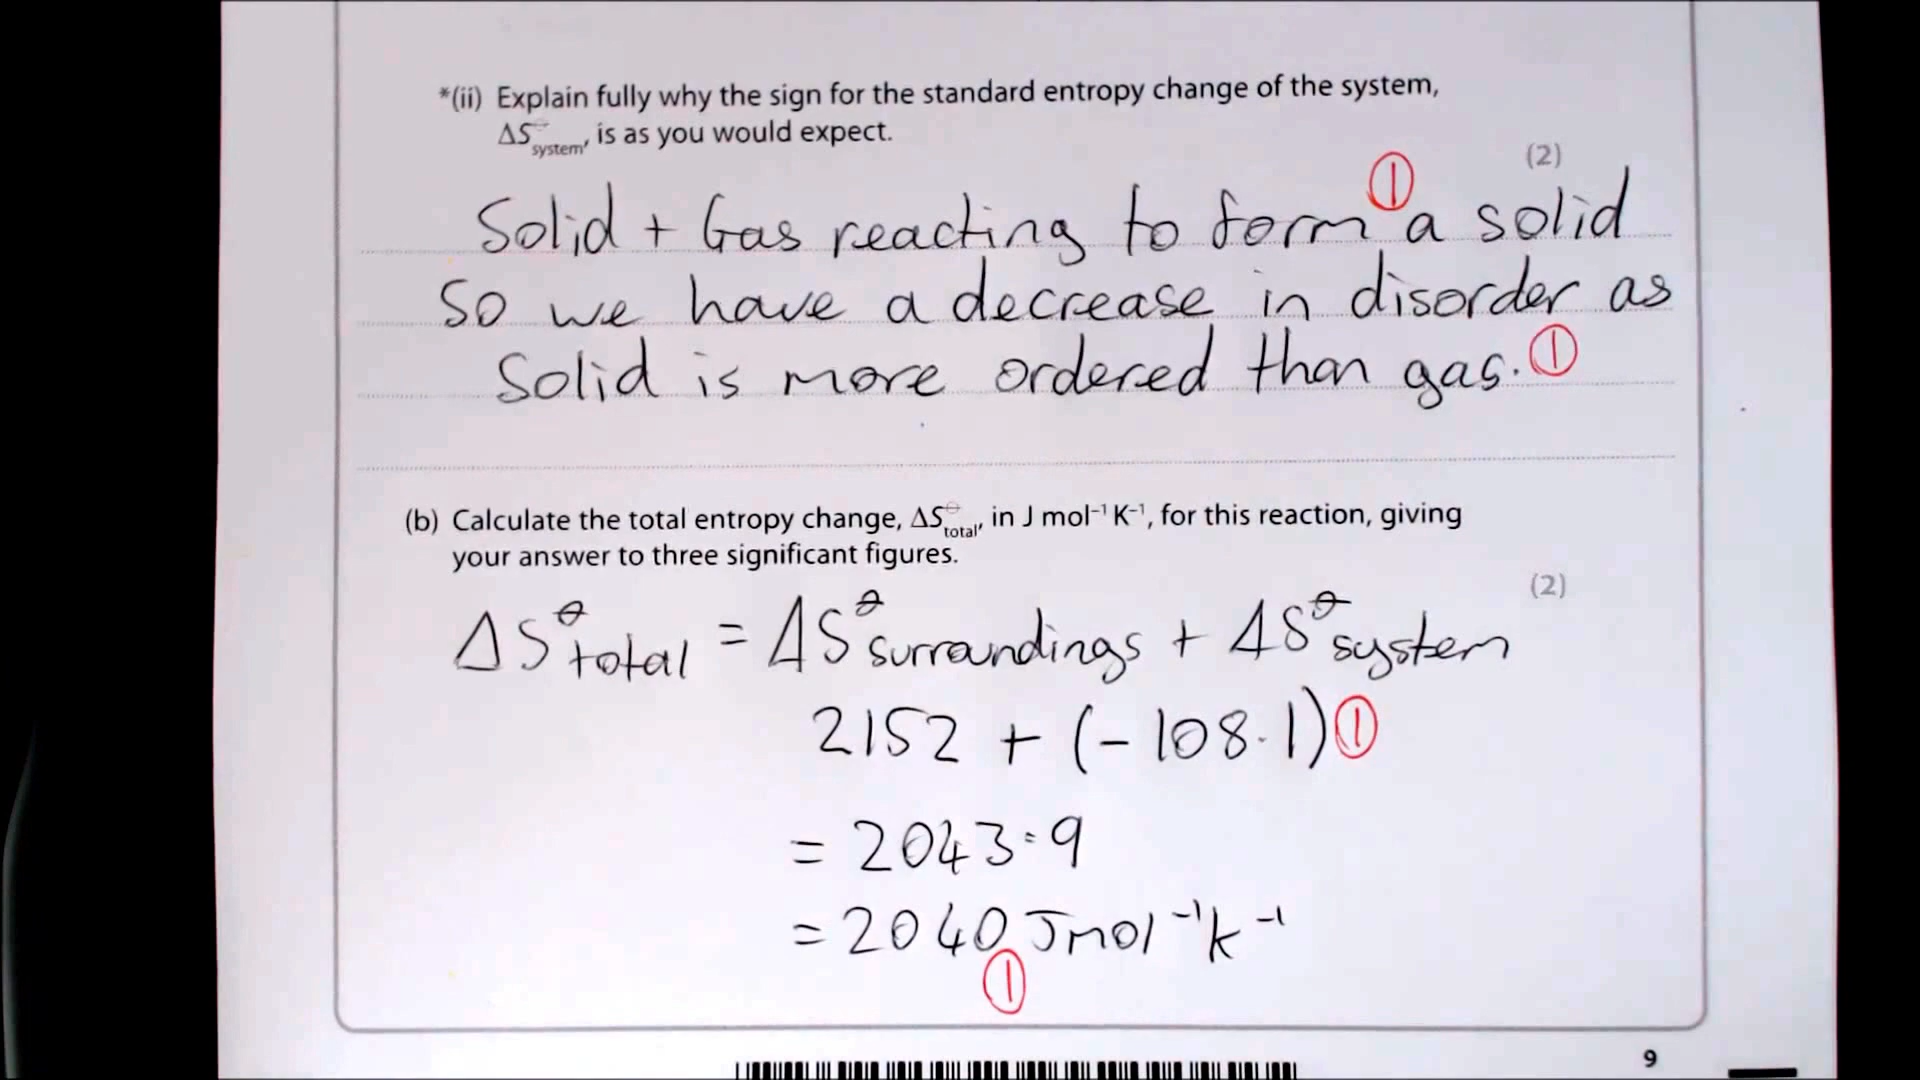 *(ii) Explain fully why the sign for the standard entropy change of the system,
ΔS⦵system, is as you would expect.
(2)
①
Solid + Gas reacting to form a solid
So we have a decrease in disorder as
Solid is more ordered than gas. ①
(b) Calculate the total entropy change, ΔS⦵total, in J mol⁻¹ K⁻¹, for this reaction, giving
your answer to three significant figures.
(2)
ΔS⦵total = ΔS⦵surroundings + ΔS⦵system
2152 + (-108.1) ①
= 2043.9
= 2040 Jmol⁻¹K⁻¹
①
9